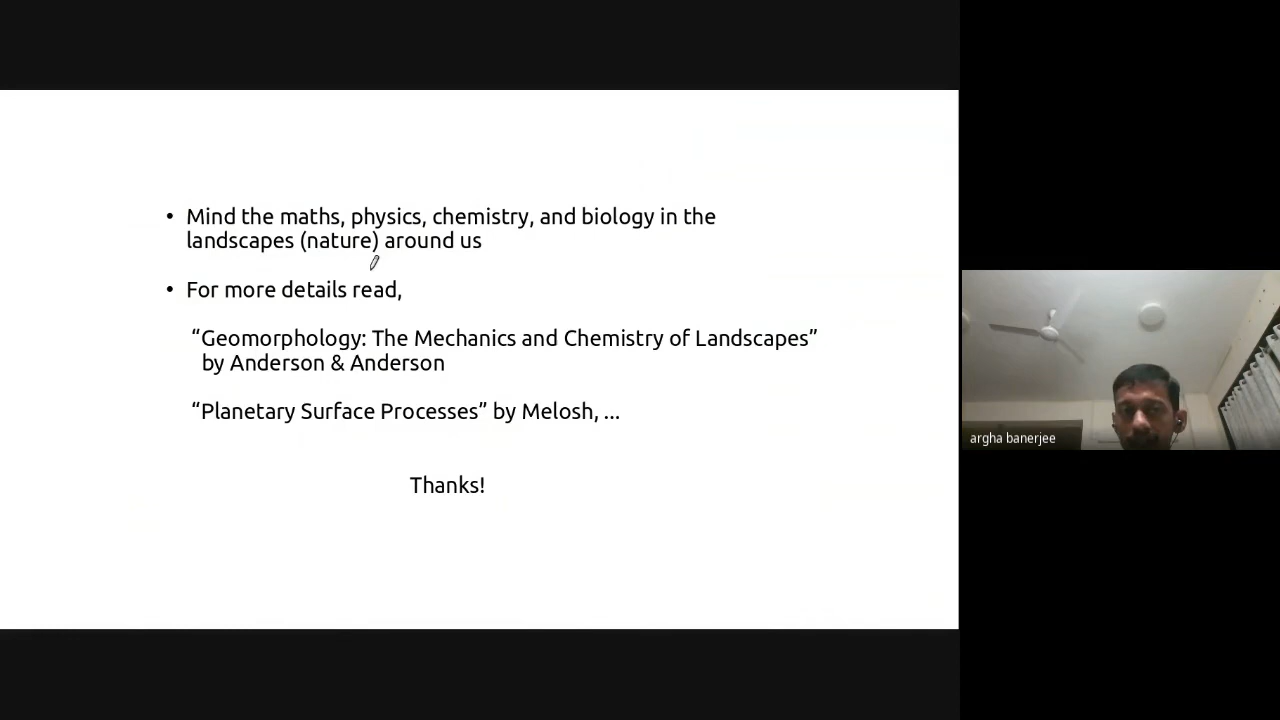 • Mind the maths, physics, chemistry, and biology in the
landscapes (nature) around us
• For more details read,
“Geomorphology: The Mechanics and Chemistry of Landscapes”
by Anderson & Anderson
“Planetary Surface Processes” by Melosh, ...
Thanks!
argha banerjee